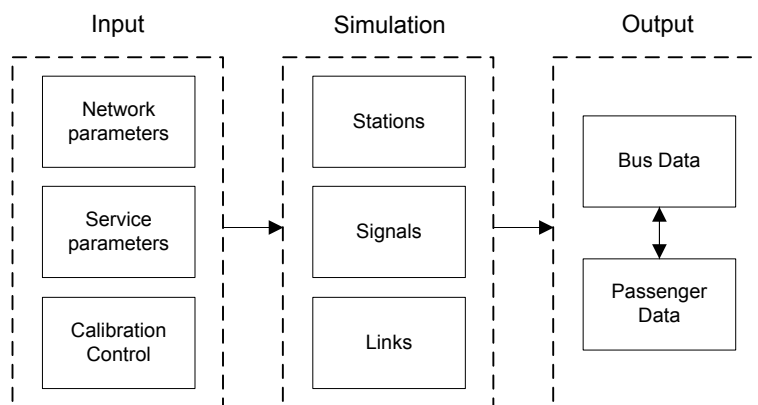 Input
Simulation
Output
Network
parameters
Service
parameters
Calibration
Control
Stations
Signals
Links
Bus Data
Passenger
Data